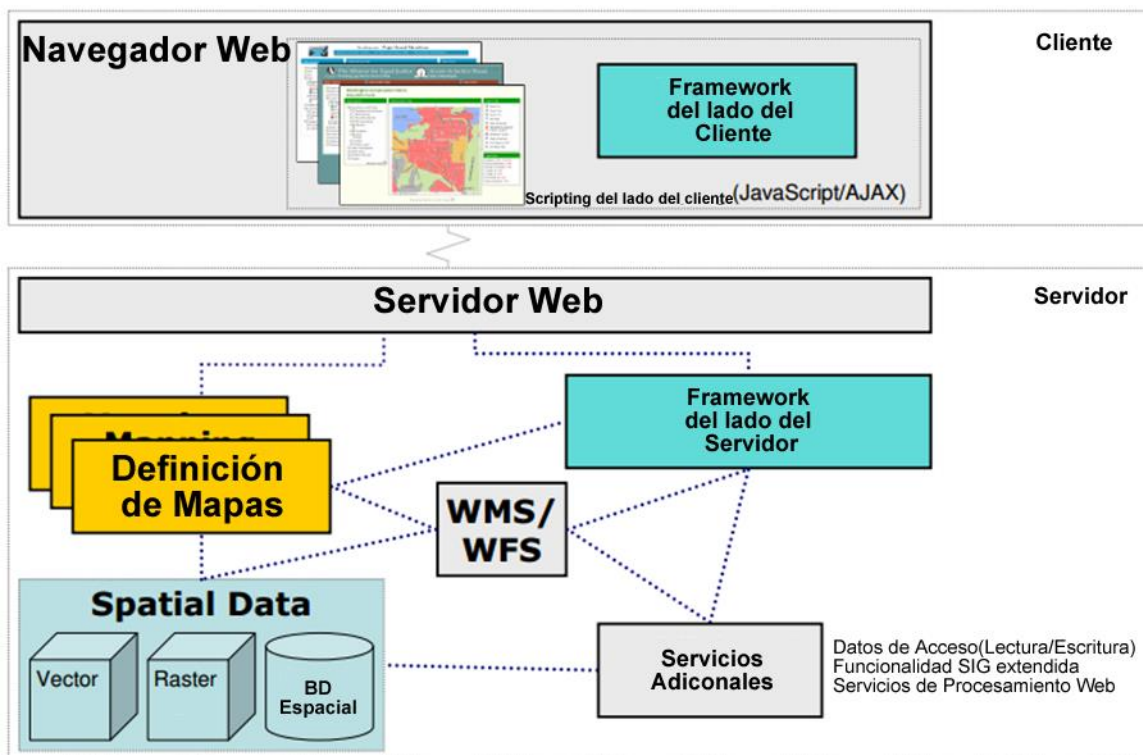 Navegador Web
Cliente
Framework
del lado del
Cliente
Scripting del lado del cliente(JavaScript/AJAX)
Servidor Web
Servidor
Framework
del lado del
Servidor
Mapping
Definición
de Mapas
WMS/
WFS
Spatial Data
Vector
Raster
BD
Espacial
Servicios
Adiconales
Datos de Acceso(Lectura/Escritura)
Funcionalidad SIG extendida
Servicios de Procesamiento Web